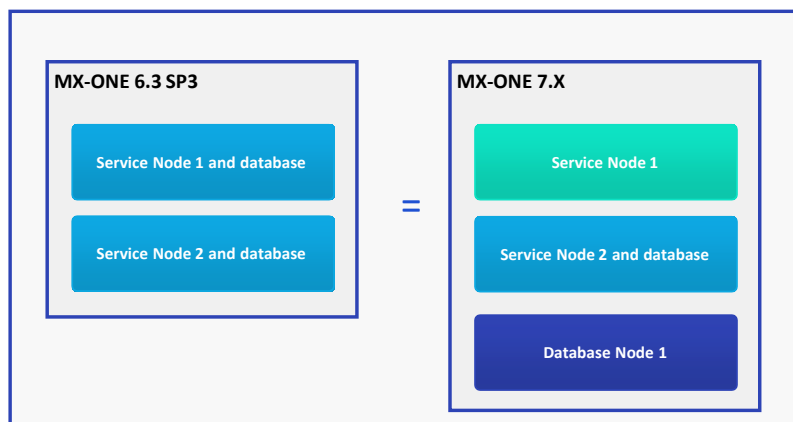 MX-ONE 6.3 SP3
Service Node 1 and database
Service Node 2 and database
=
MX-ONE 7.X
Service Node 1
Service Node 2 and database
Database Node 1